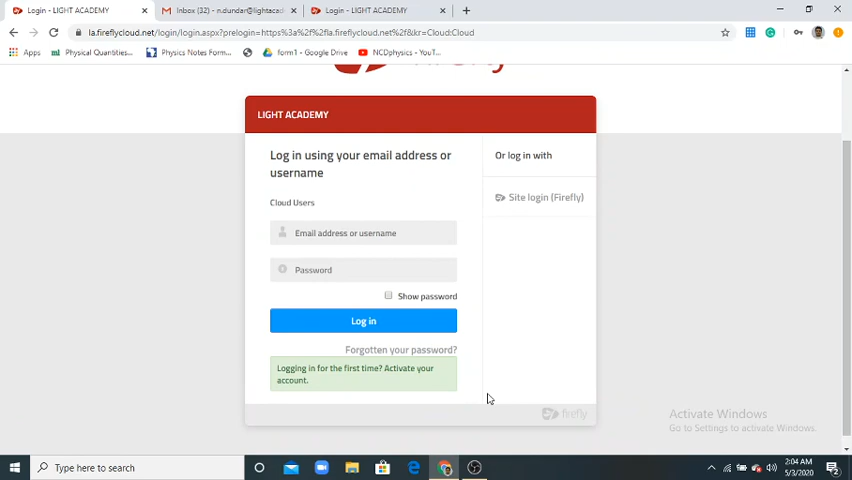 Login - LIGHT ACADEMY
Inbox (32) - n.dundar@lightacad
Login - LIGHT ACADEMY
la.fireflycloud.net/login/login.aspx?prelogin=https%3a%2f%2fla.fireflycloud.net%2f&kr=Cloud:Cloud
Apps
Physical Quantities...
Physics Notes Form...
form1 - Google Drive
NCDphysics - YouT...
LIGHT ACADEMY
Log in using your email address or
username
Cloud Users
Email address or username
Password
Show password
Log in
Forgotten your password?
Logging in for the first time? Activate your
account.
Or log in with
Site login (Firefly)
firefly
Activate Windows
Go to Settings to activate Windows.
Type here to search
2:04 AM
5/3/2020
2